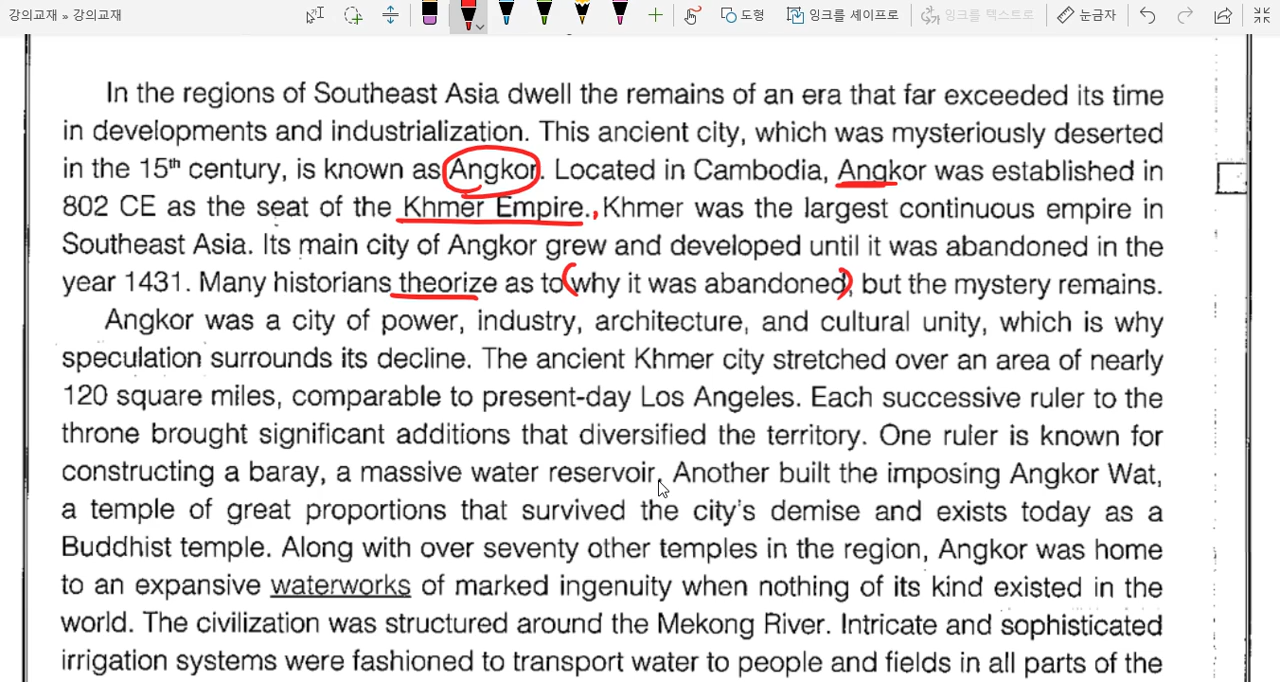 강의교재 » 강의교재
도형
잉크를 셰이프로
잉크를 텍스트로
눈금자
In the regions of Southeast Asia dwell the remains of an era that far exceeded its time
in developments and industrialization. This ancient city, which was mysteriously deserted
in the 15th century, is known as Angkor. Located in Cambodia, Angkor was established in
802 CE as the seat of the Khmer Empire., Khmer was the largest continuous empire in
Southeast Asia. Its main city of Angkor grew and developed until it was abandoned in the
year 1431. Many historians theorize as to (why it was abandoned), but the mystery remains.
Angkor was a city of power, industry, architecture, and cultural unity, which is why
speculation surrounds its decline. The ancient Khmer city stretched over an area of nearly
120 square miles, comparable to present-day Los Angeles. Each successive ruler to the
throne brought significant additions that diversified the territory. One ruler is known for
constructing a baray, a massive water reservoir. Another built the imposing Angkor Wat,
a temple of great proportions that survived the city's demise and exists today as a
Buddhist temple. Along with over seventy other temples in the region, Angkor was home
to an expansive waterworks of marked ingenuity when nothing of its kind existed in the
world. The civilization was structured around the Mekong River. Intricate and sophisticated
irrigation systems were fashioned to transport water to people and fields in all parts of the